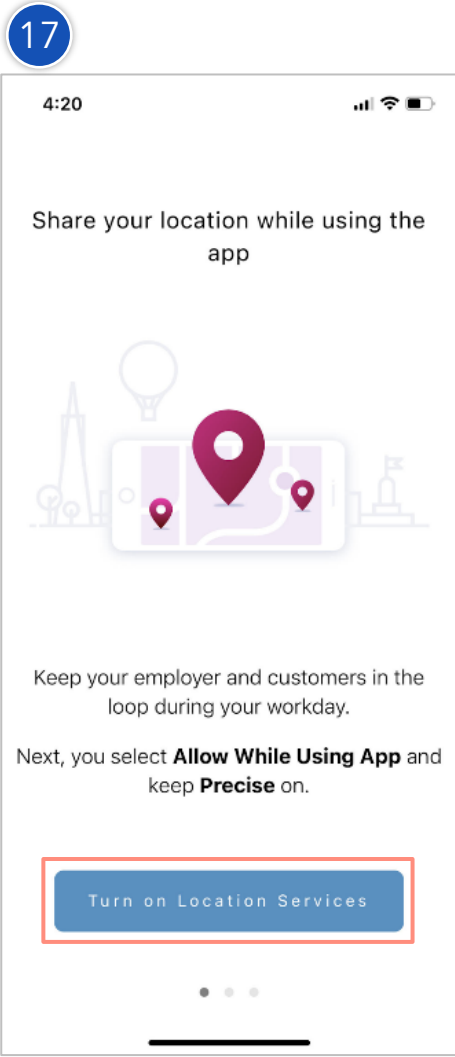 17
4:20
Share your location while using the
app
Keep your employer and customers in the
loop during your workday.
Next, you select Allow While Using App and
keep Precise on.
Turn on Location Services